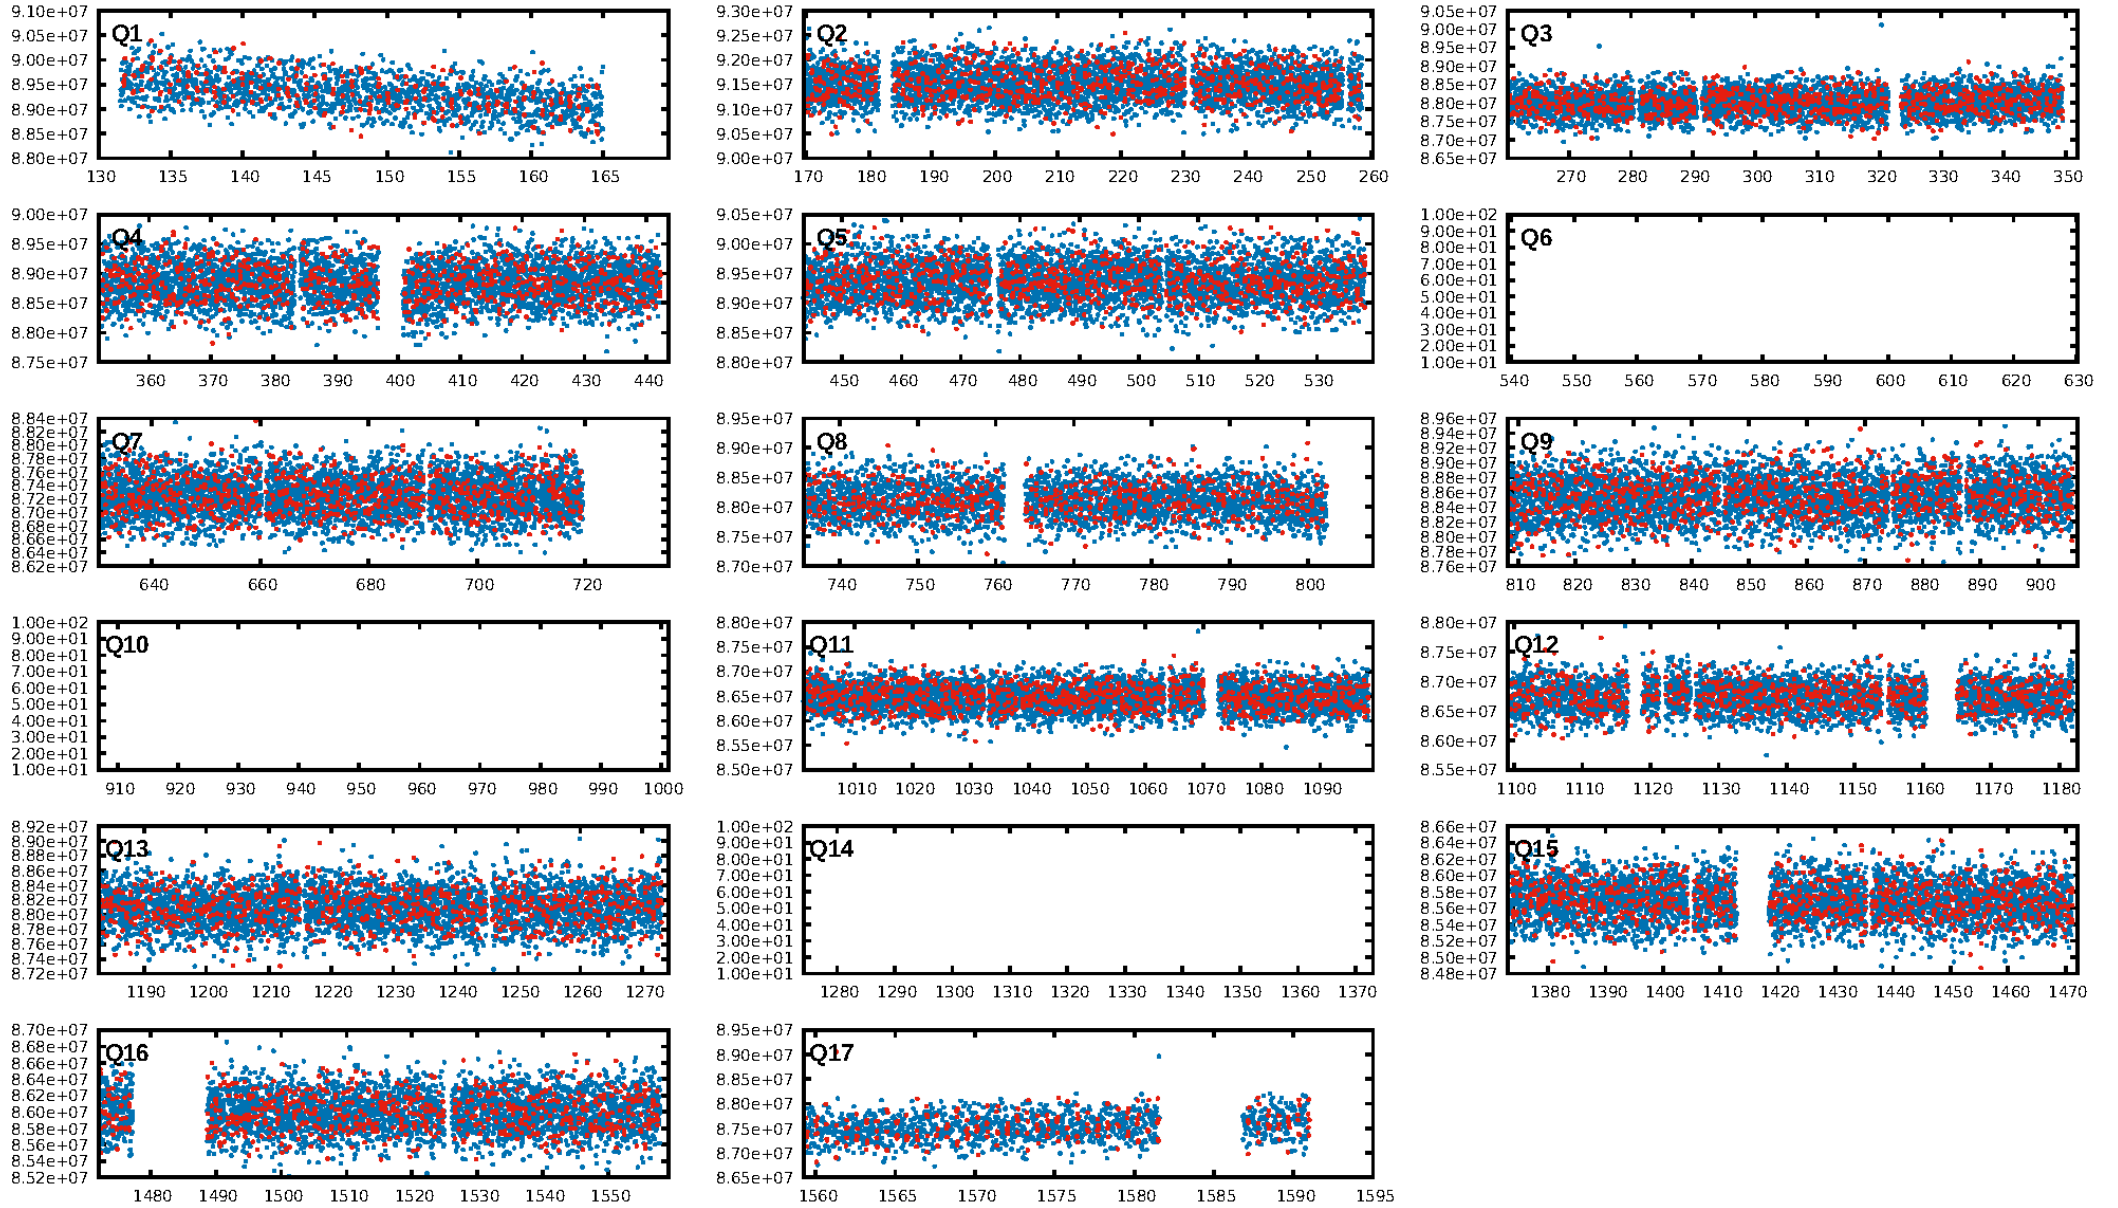 9.10e+07
9.05e+07
9.00e+07
8.95e+07
8.90e+07
8.85e+07
8.80e+07
Q1
130 135 140 145 150 155 160 165
9.30e+07
9.25e+07
9.20e+07
9.15e+07
9.10e+07
9.05e+07
9.00e+07
Q2
170 180 190 200 210 220 230 240 250 260
9.05e+07
9.00e+07
8.95e+07
8.90e+07
8.85e+07
8.80e+07
8.75e+07
8.70e+07
8.65e+07
Q3
270 280 290 300 310 320 330 340 350
9.00e+07
8.95e+07
8.90e+07
8.85e+07
8.80e+07
8.75e+07
Q4
360 370 380 390 400 410 420 430 440
9.05e+07
9.00e+07
8.95e+07
8.90e+07
8.85e+07
8.80e+07
Q5
450 460 470 480 490 500 510 520 530
1.00e+02
9.00e+01
8.00e+01
7.00e+01
6.00e+01
5.00e+01
4.00e+01
3.00e+01
2.00e+01
1.00e+01
Q6
540 550 560 570 580 590 600 610 620 630
8.84e+07
8.82e+07
8.80e+07
8.78e+07
8.76e+07
8.74e+07
8.72e+07
8.70e+07
8.68e+07
8.66e+07
8.64e+07
8.62e+07
Q7
640 660 680 700 720
8.95e+07
8.90e+07
8.85e+07
8.80e+07
8.75e+07
8.70e+07
Q8
740 750 760 770 780 790 800
8.96e+07
8.94e+07
8.92e+07
8.90e+07
8.88e+07
8.86e+07
8.84e+07
8.82e+07
8.80e+07
8.78e+07
8.76e+07
Q9
810 820 830 840 850 860 870 880 890 900
1.00e+02
9.00e+01
8.00e+01
7.00e+01
6.00e+01
5.00e+01
4.00e+01
3.00e+01
2.00e+01
1.00e+01
Q10
910 920 930 940 950 960 970 980 990 1000
8.80e+07
8.75e+07
8.70e+07
8.65e+07
8.60e+07
8.55e+07
8.50e+07
Q11
1010 1020 1030 1040 1050 1060 1070 1080 1090
8.80e+07
8.75e+07
8.70e+07
8.65e+07
8.60e+07
8.55e+07
Q12
1100 1110 1120 1130 1140 1150 1160 1170 1180
8.92e+07
8.90e+07
8.88e+07
8.86e+07
8.84e+07
8.82e+07
8.80e+07
8.78e+07
8.76e+07
8.74e+07
8.72e+07
Q13
1190 1200 1210 1220 1230 1240 1250 1260 1270
1.00e+02
9.00e+01
8.00e+01
7.00e+01
6.00e+01
5.00e+01
4.00e+01
3.00e+01
2.00e+01
1.00e+01
Q14
1280 1290 1300 1310 1320 1330 1340 1350 1360 1370
8.66e+07
8.64e+07
8.62e+07
8.60e+07
8.58e+07
8.56e+07
8.54e+07
8.52e+07
8.50e+07
8.48e+07
Q15
1380 1390 1400 1410 1420 1430 1440 1450 1460 1470
8.70e+07
8.68e+07
8.66e+07
8.64e+07
8.62e+07
8.60e+07
8.58e+07
8.56e+07
8.54e+07
8.52e+07
Q16
1480 1490 1500 1510 1520 1530 1540 1550
8.95e+07
8.90e+07
8.85e+07
8.80e+07
8.75e+07
8.70e+07
8.65e+07
Q17
1560 1565 1570 1575 1580 1585 1590 1595